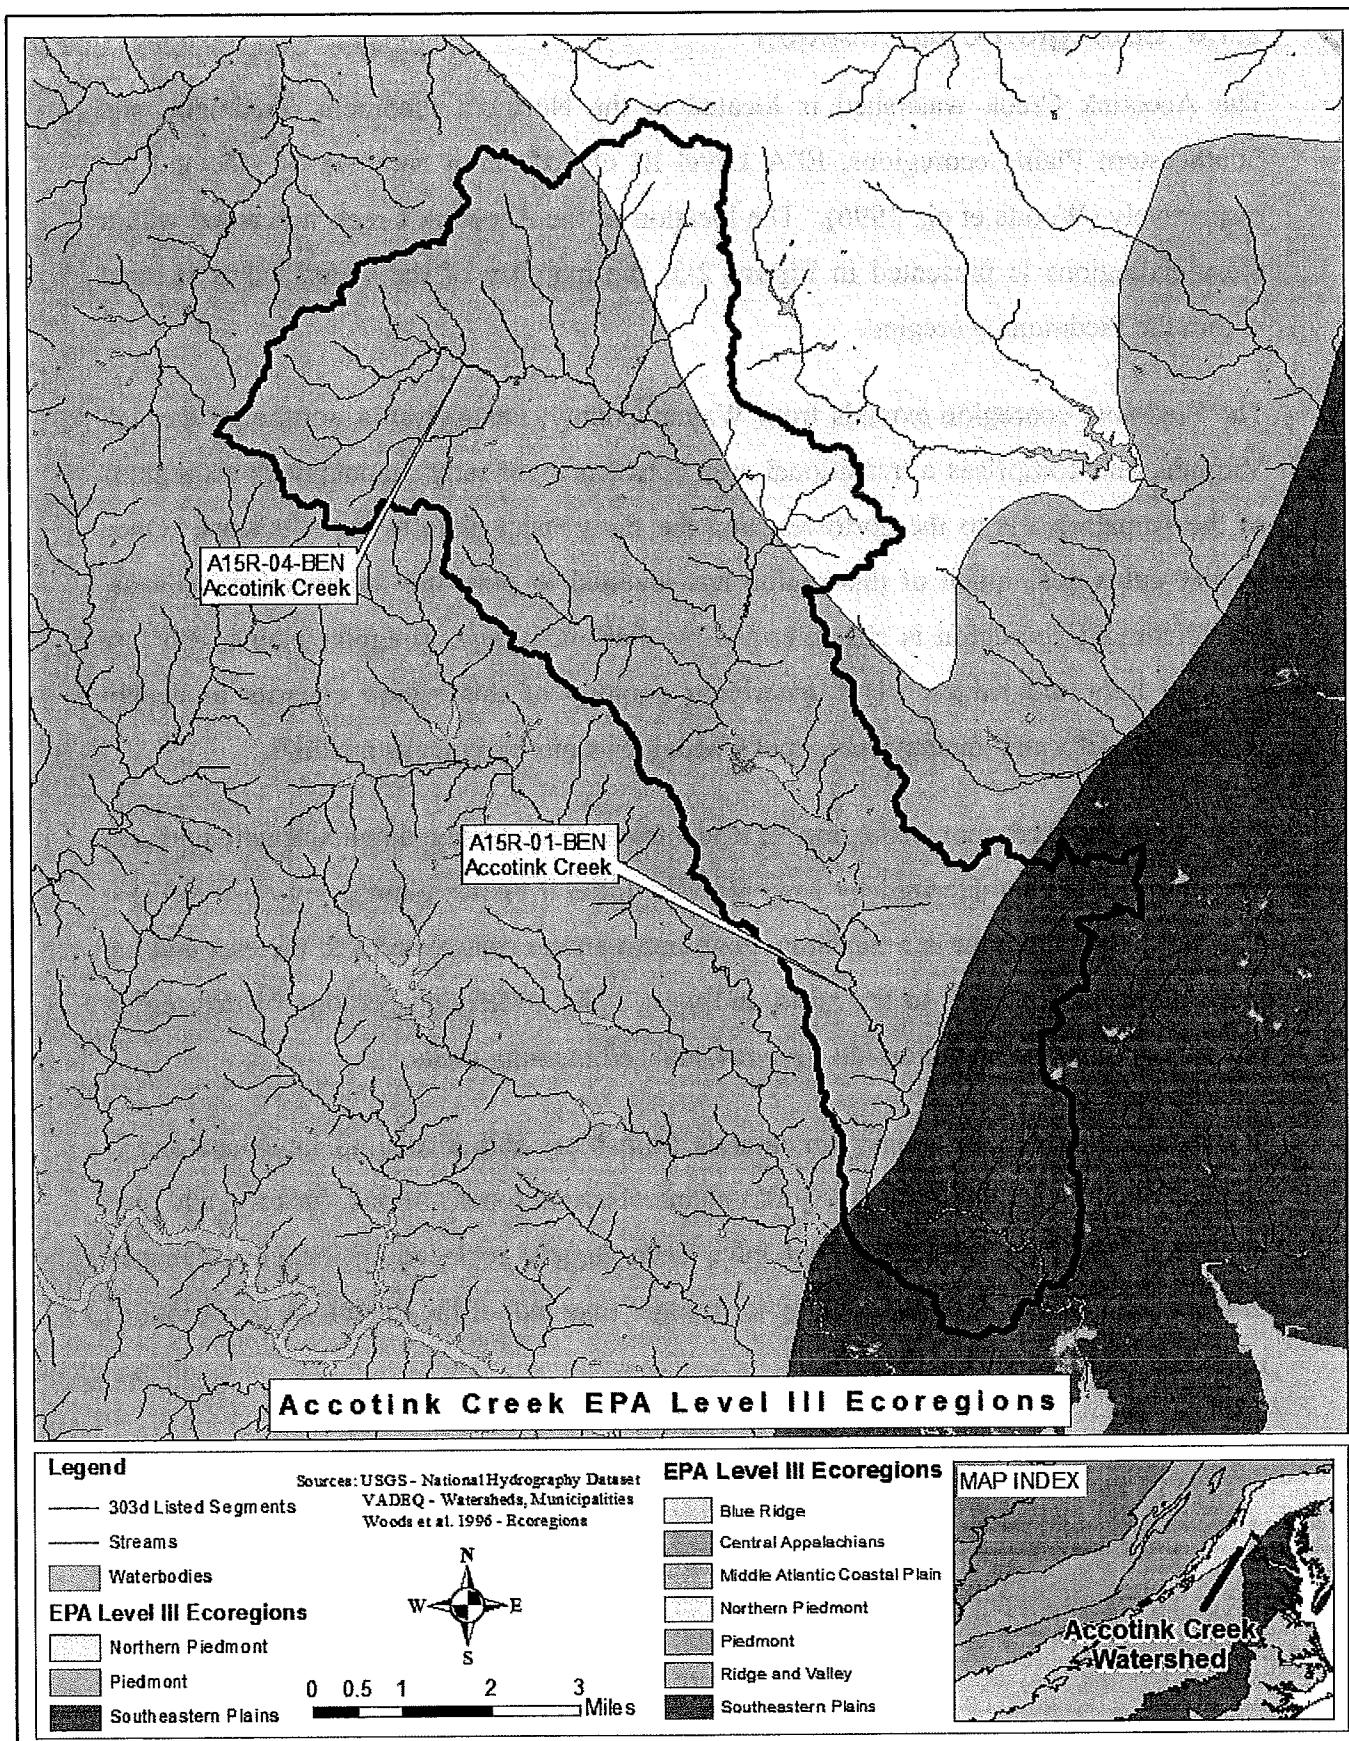 A15R-04-BEN
Accotink Creek
A15R-01-BEN
Accotink Creek
Accotink Creek EPA Level III Ecoregions
Legend
303d Listed Segments
Streams
Waterbodies
EPA Level III Ecoregions
Northern Piedmont
Piedmont
Southeastern Plains
Sources: USGS - National Hydrography Dataset
VADEQ - Watersheds, Municipalities
Woods et al. 1996 - Ecoregions
N
W E
S
0 0.5 1 2 3
Miles
EPA Level III Ecoregions
Blue Ridge
Central Appalachians
Middle Atlantic Coastal Plain
Northern Piedmont
Piedmont
Ridge and Valley
Southeastern Plains
MAP INDEX
Accotink Creek
Watershed